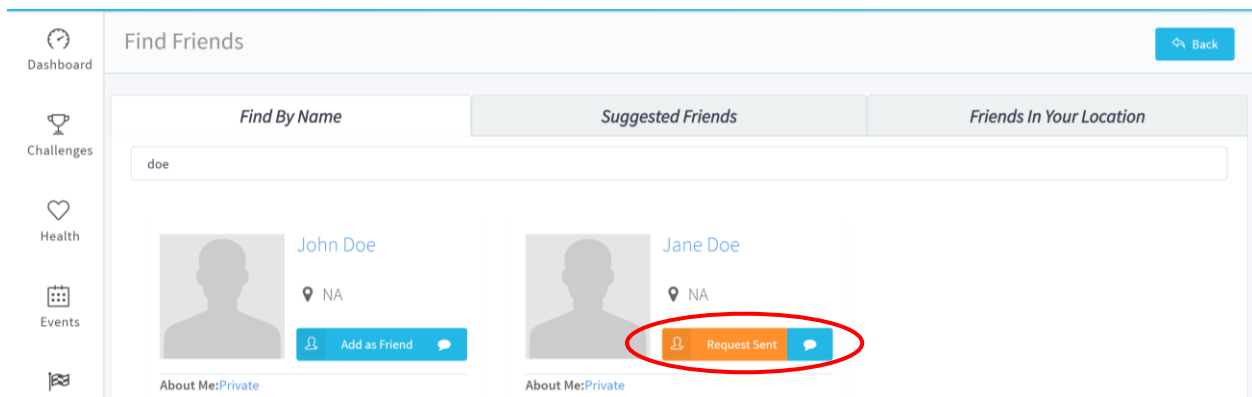 Dashboard
Find Friends
Back
Challenges
Health
Events
Find By Name
Suggested Friends
Friends In Your Location
doe
John Doe
NA
Add as Friend
About Me:Private
Jane Doe
NA
Request Sent
About Me:Private